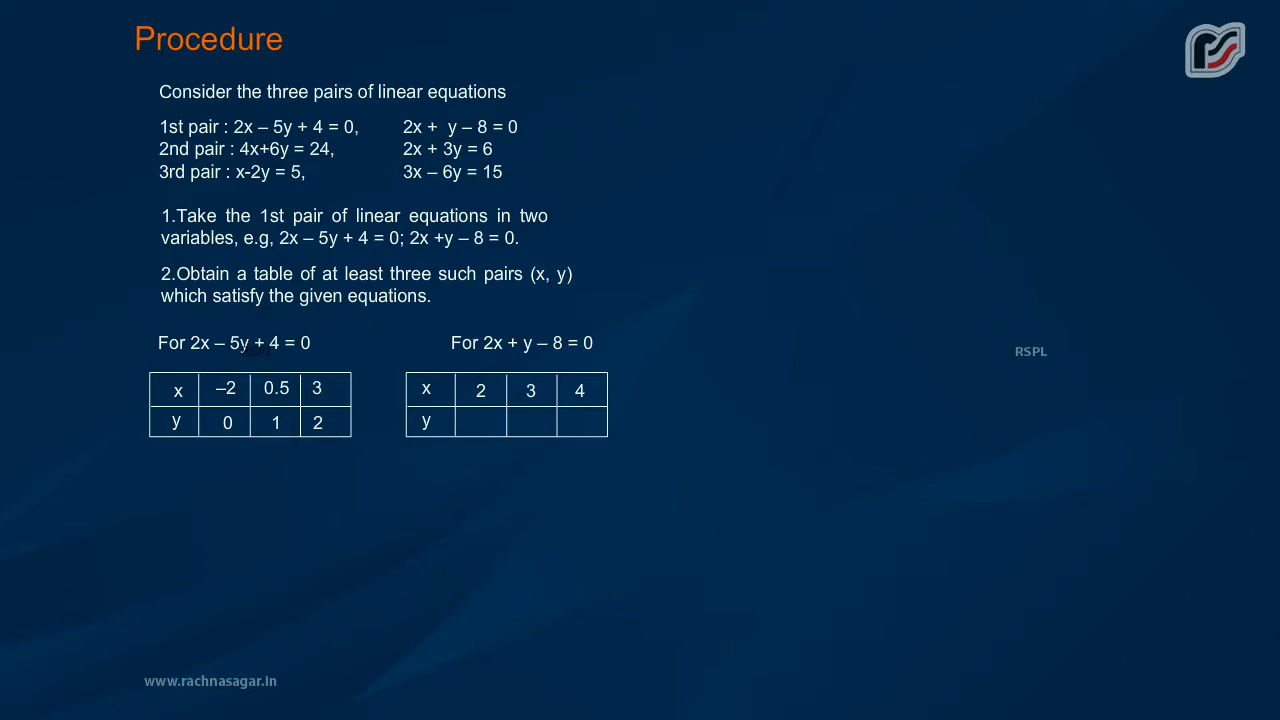 Procedure
Consider the three pairs of linear equations
1st pair : 2x – 5y + 4 = 0, 2x + y – 8 = 0
2nd pair : 4x+6y = 24, 2x + 3y = 6
3rd pair : x-2y = 5, 3x – 6y = 15
1.Take the 1st pair of linear equations in two
variables, e.g, 2x – 5y + 4 = 0; 2x +y – 8 = 0.
2.Obtain a table of at least three such pairs (x, y)
which satisfy the given equations.
For 2x – 5y + 4 = 0 For 2x + y – 8 = 0
RSPL RSPL
x –2 0.5 3 x 2 3 4
y 0 1 2 y
www.rachnasagar.in